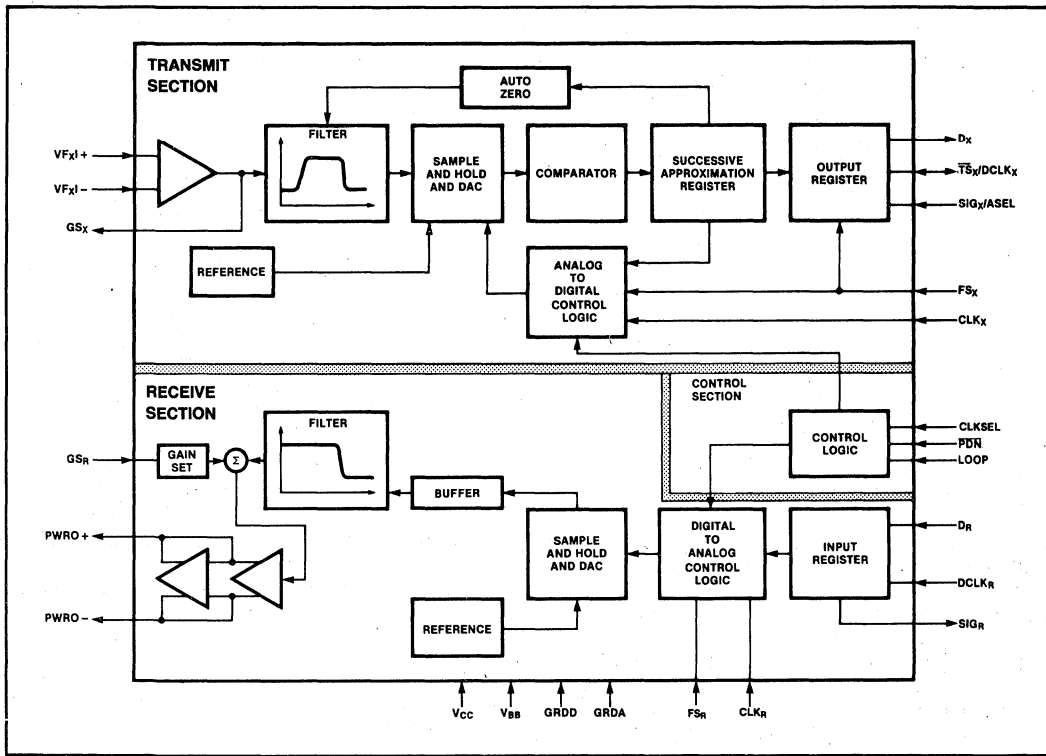 TRANSMIT
SECTION
AUTO
ZERO
FILTER
SAMPLE
AND HOLD
AND DAC
COMPARATOR
SUCCESSIVE
APPROXIMATION
REGISTER
OUTPUT
REGISTER
VFXI+
VFXI−
GSX
DX
TSX/DCLKX
SIGX/ASEL
REFERENCE
ANALOG
TO
DIGITAL
CONTROL
LOGIC
FSX
CLKX
RECEIVE
SECTION
CONTROL
SECTION
FILTER
GSR
GAIN
SET
Σ
BUFFER
CONTROL
LOGIC
CLKSEL
PDN
LOOP
PWRO+
PWRO−
SAMPLE
AND HOLD
AND DAC
DIGITAL
TO
ANALOG
CONTROL
LOGIC
INPUT
REGISTER
DR
DCLKR
SIGR
REFERENCE
VCC
VBB
GRDD
GRDA
FSR
CLKR